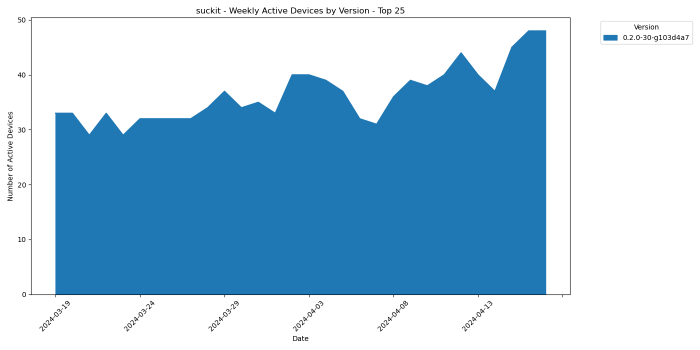 suckit - Weekly Active Devices by Version - Top 25
Version
0.2.0-30-g103d4a7
Number of Active Devices
50
40
30
20
10
0
2024-03-19
2024-03-24
2024-03-29
2024-04-03
2024-04-08
2024-04-13
Date